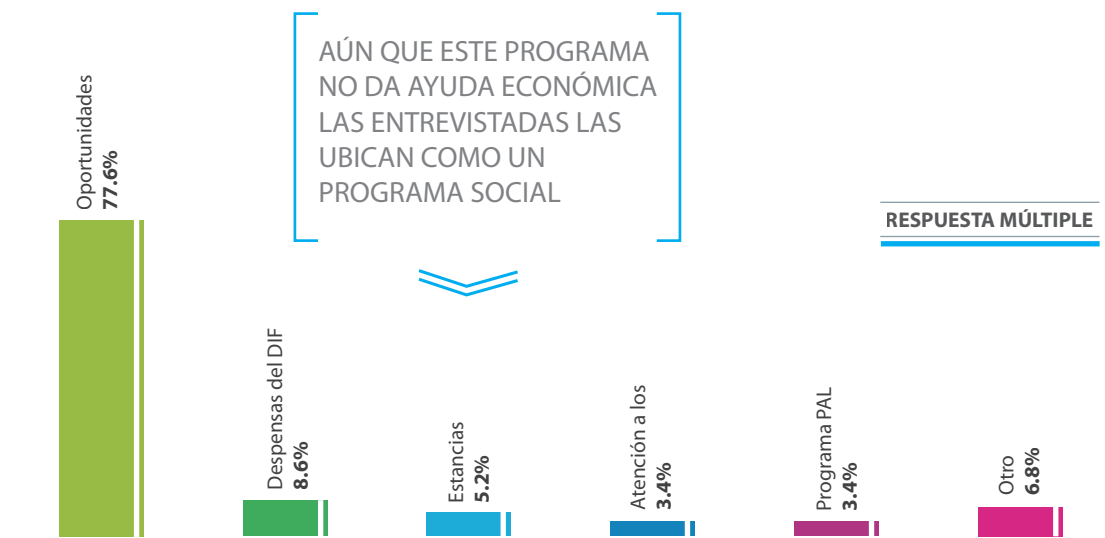 AÚN QUE ESTE PROGRAMA
NO DA AYUDA ECONÓMICA
LAS ENTREVISTADAS LAS
UBICAN COMO UN
PROGRAMA SOCIAL
RESPUESTA MÚLTIPLE
Oportunidades
77.6%
Despensas del DIF
8.6%
Estancias
5.2%
Atención a los
3.4%
Programa PAL
3.4%
Otro
6.8%